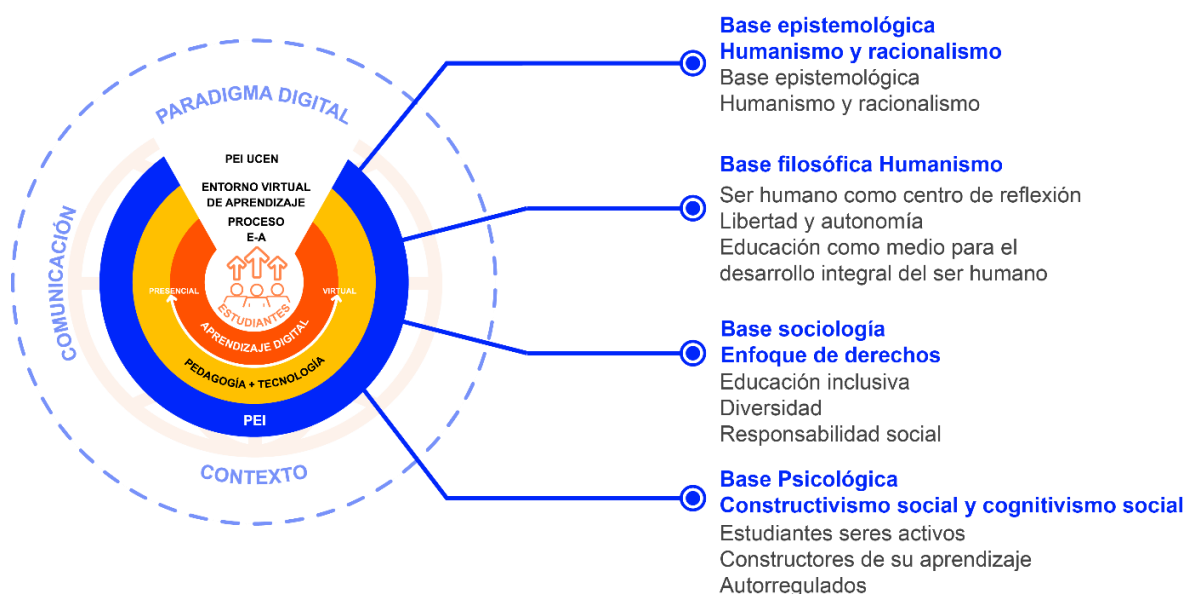 PARADIGMA DIGITAL
COMUNICACIÓN
CONTEXTO
PEI UCEN
ENTORNO VIRTUAL
DE APRENDIZAJE
PROCESO
E-A
PRESENCIAL
VIRTUAL
ESTUDIANTES
APRENDIZAJE DIGITAL
PEDAGOGÍA + TECNOLOGÍA
PEI
Base epistemológica
Humanismo y racionalismo
Base epistemológica
Humanismo y racionalismo
Base filosófica Humanismo
Ser humano como centro de reflexión
Libertad y autonomía
Educación como medio para el
desarrollo integral del ser humano
Base sociología
Enfoque de derechos
Educación inclusiva
Diversidad
Responsabilidad social
Base Psicológica
Constructivismo social y cognitivismo social
Estudiantes seres activos
Constructores de su aprendizaje
Autorregulados